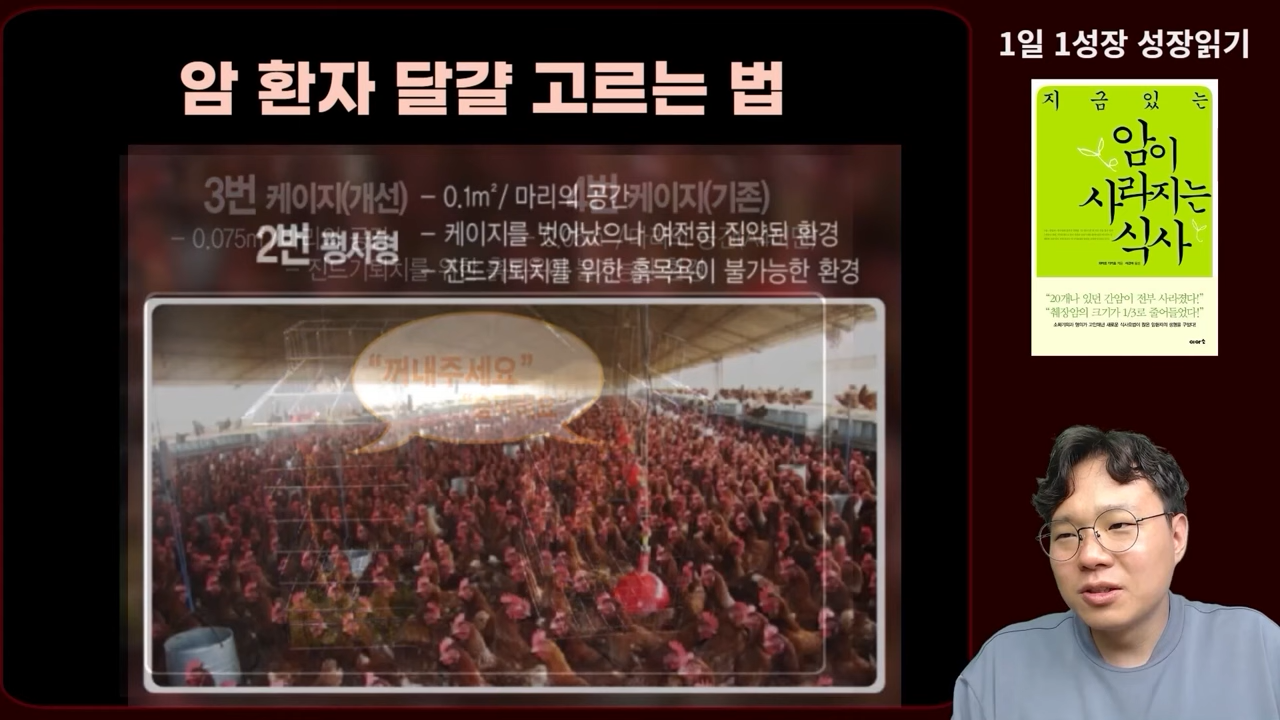 암 환자 달걀 고르는 법
3번 케이지(개선)
4번 케이지(기존)
2번 평사형
– 0.1㎡/ 마리의 공간
– 케이지를 벗어났으나 여전히 집약된 환경
– 진드기퇴치를 위한 흙목욕이 불가능한 환경
– 0.075㎡
“꺼내주세요”
1일 1성장 성장읽기
지금있는
암이
사라지는
식사
“20개나 있던 간암이 전부 사라졌다!”
“췌장암의 크기가 1/3로 줄어들었다!”